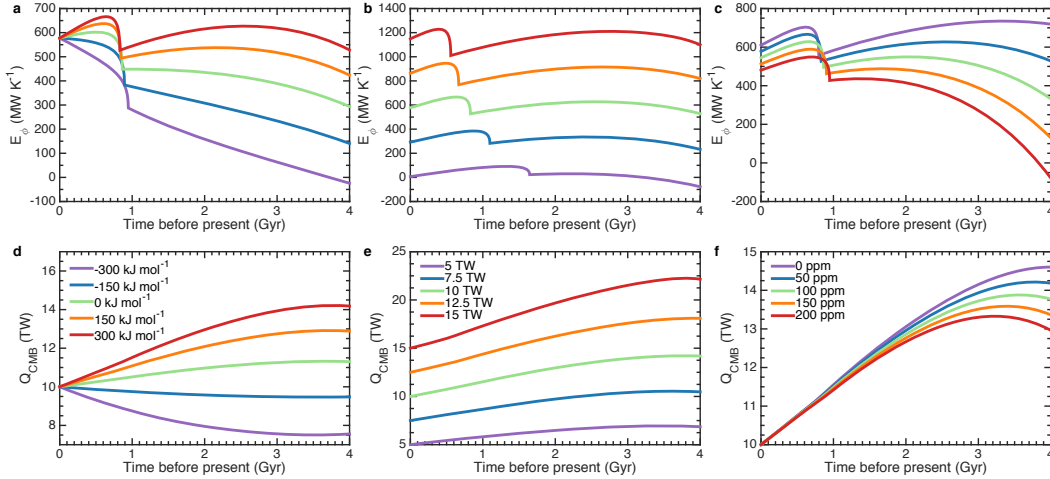 a
700
600
500
400
300
200
100
0
-100
E_ϕ (MW K⁻¹)
0 1 2 3 4
Time before present (Gyr)
b
1400
1200
1000
800
600
400
200
0
-200
E_ϕ (MW K⁻¹)
0 1 2 3 4
Time before present (Gyr)
c
800
600
400
200
0
-200
E_ϕ (MW K⁻¹)
0 1 2 3 4
Time before present (Gyr)
d
16
14
12
10
8
Q_CMB (TW)
-300 kJ mol⁻¹
-150 kJ mol⁻¹
0 kJ mol⁻¹
150 kJ mol⁻¹
300 kJ mol⁻¹
0 1 2 3 4
Time before present (Gyr)
e
25
20
15
10
5
Q_CMB (TW)
5 TW
7.5 TW
10 TW
12.5 TW
15 TW
0 1 2 3 4
Time before present (Gyr)
f
15
14
13
12
11
10
Q_CMB (TW)
0 ppm
50 ppm
100 ppm
150 ppm
200 ppm
0 1 2 3 4
Time before present (Gyr)